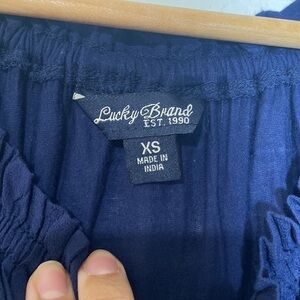 Lucky Brand
EST. 1990
XS
MADE IN
INDIA